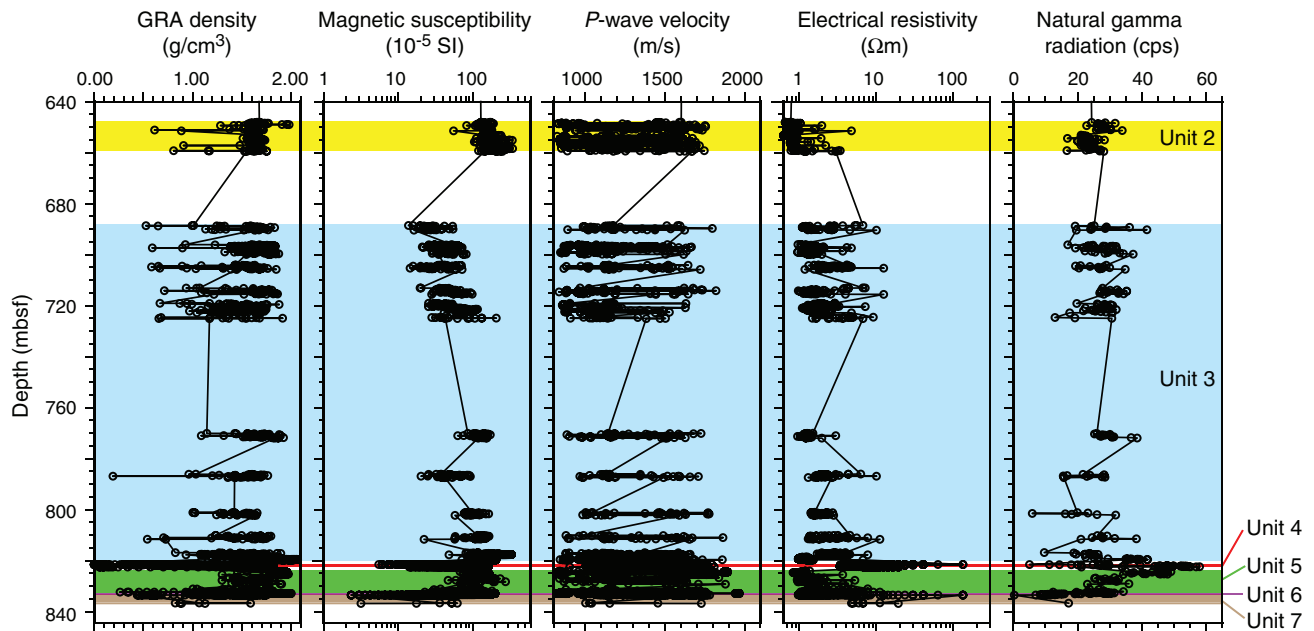 GRA density
(g/cm³)
Magnetic susceptibility
(10⁻⁵ SI)
P-wave velocity
(m/s)
Electrical resistivity
(Ωm)
Natural gamma
radiation (cps)
0.00 1.00 2.00
1 10 100
1000 1500 2000
1 10 100
0 20 40 60
Depth (mbsf)
640
680
720
760
800
840
Unit 2
Unit 3
Unit 4
Unit 5
Unit 6
Unit 7